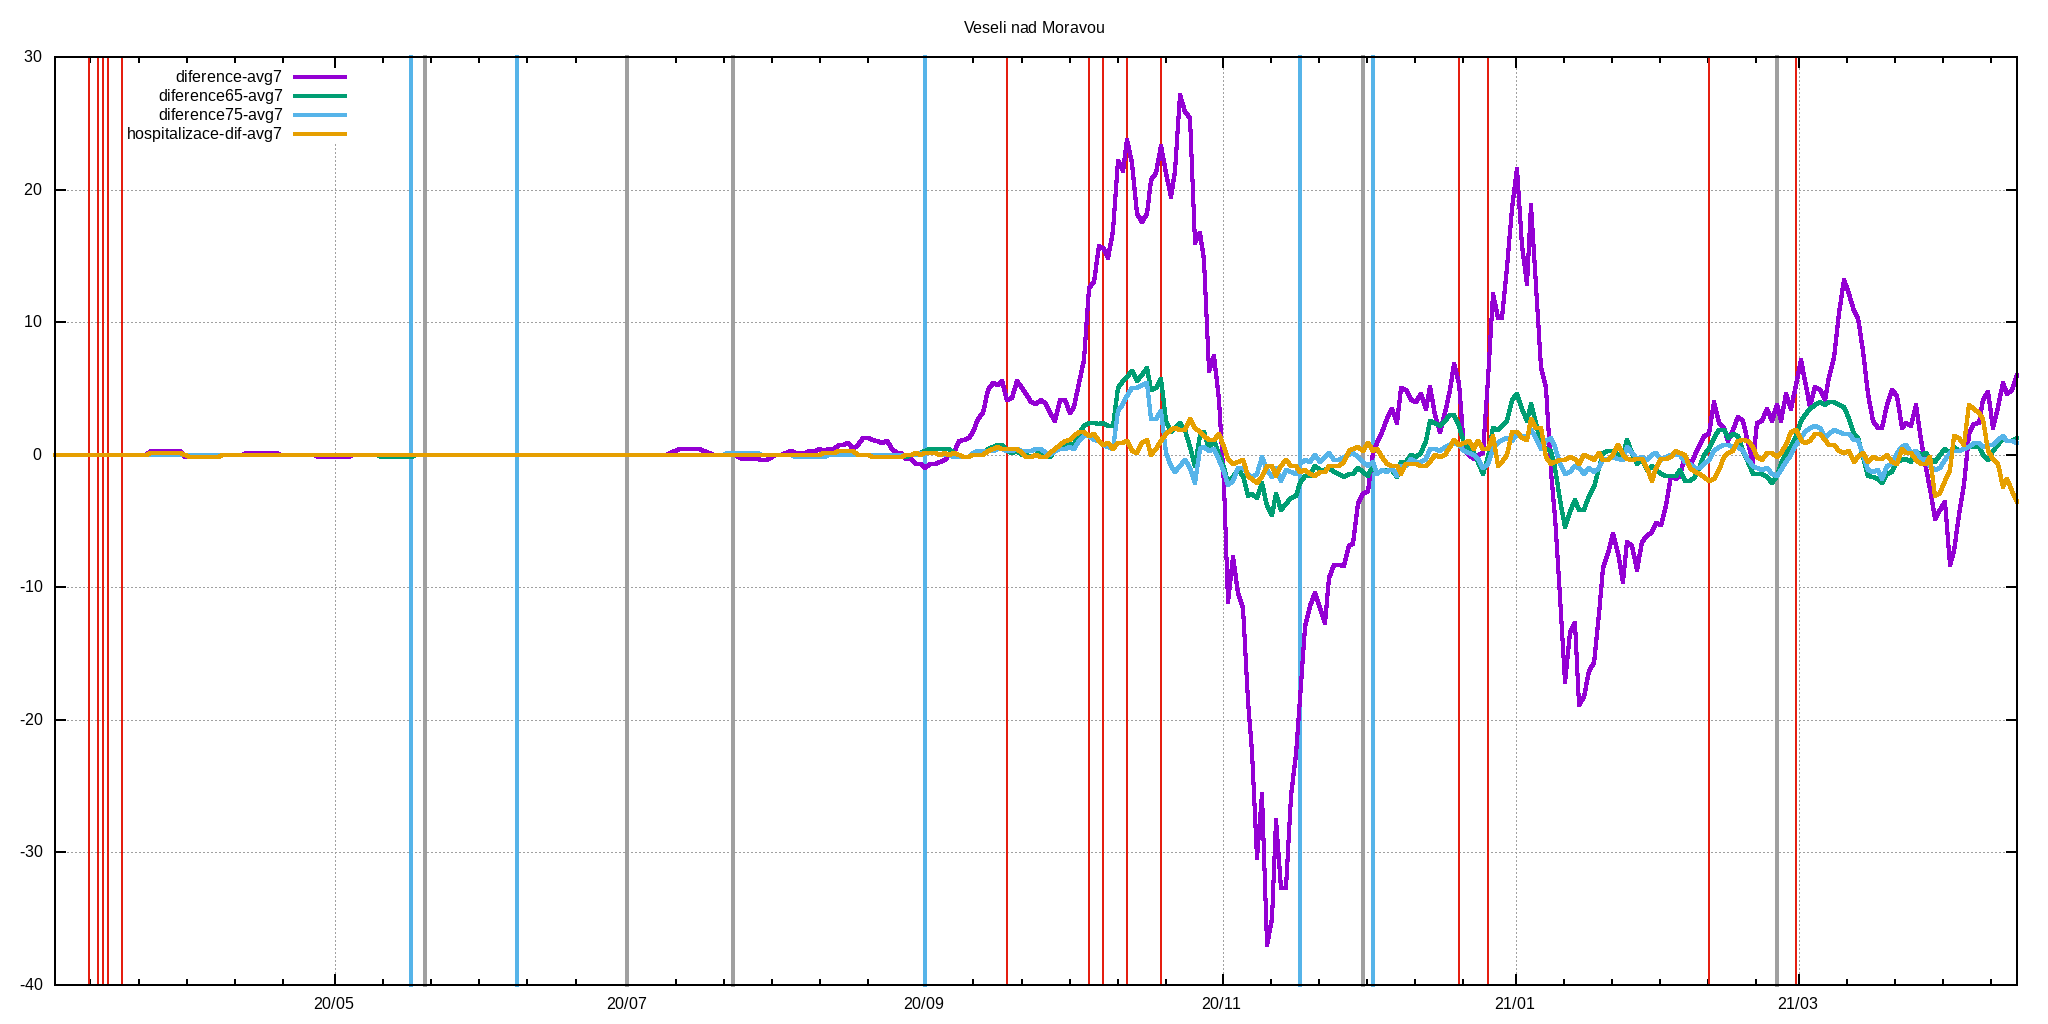 Veseli nad Moravou
diference-avg7
diference65-avg7
diference75-avg7
hospitalizace-dif-avg7
30
20
10
0
-10
-20
-30
-40
20/05 20/07 20/09 20/11 21/01 21/03